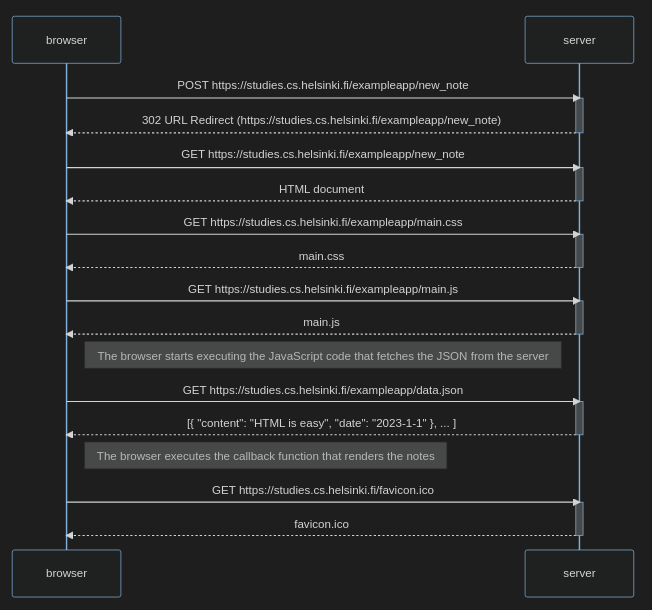 browser
server
POST https://studies.cs.helsinki.fi/exampleapp/new_note
302 URL Redirect (https://studies.cs.helsinki.fi/exampleapp/new_note)
GET https://studies.cs.helsinki.fi/exampleapp/new_note
HTML document
GET https://studies.cs.helsinki.fi/exampleapp/main.css
main.css
GET https://studies.cs.helsinki.fi/exampleapp/main.js
main.js
The browser starts executing the JavaScript code that fetches the JSON from the server
GET https://studies.cs.helsinki.fi/exampleapp/data.json
[{ "content": "HTML is easy", "date": "2023-1-1" }, ... ]
The browser executes the callback function that renders the notes
GET https://studies.cs.helsinki.fi/favicon.ico
favicon.ico
browser
server